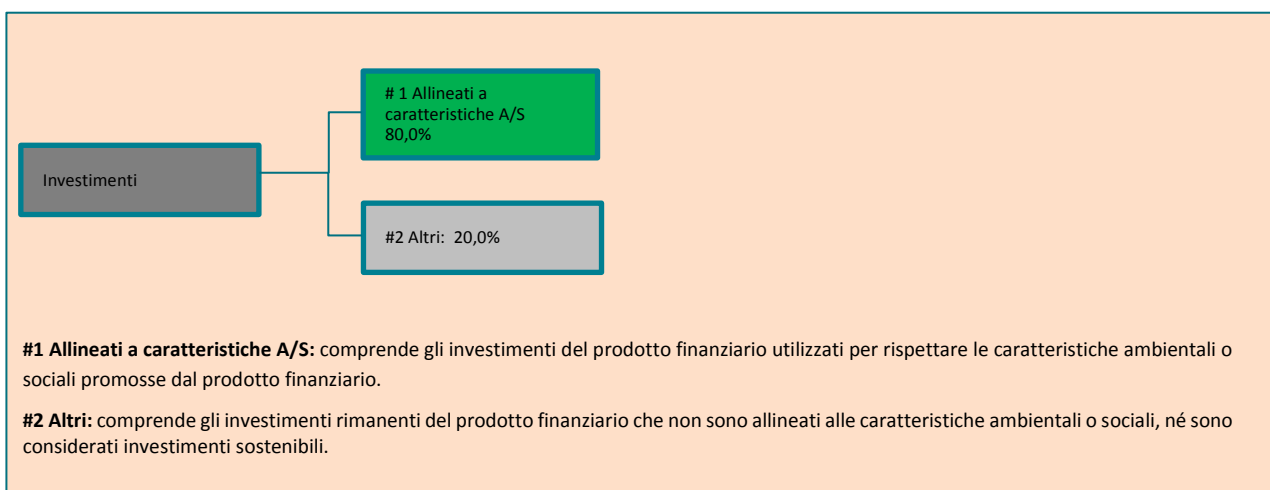 # 1 Allineati a
caratteristiche A/S
80,0%
Investimenti
#2 Altri: 20,0%
#1 Allineati a caratteristiche A/S: comprende gli investimenti del prodotto finanziario utilizzati per rispettare le caratteristiche ambientali o
sociali promosse dal prodotto finanziario.
#2 Altri: comprende gli investimenti rimanenti del prodotto finanziario che non sono allineati alle caratteristiche ambientali o sociali, né sono
considerati investimenti sostenibili.